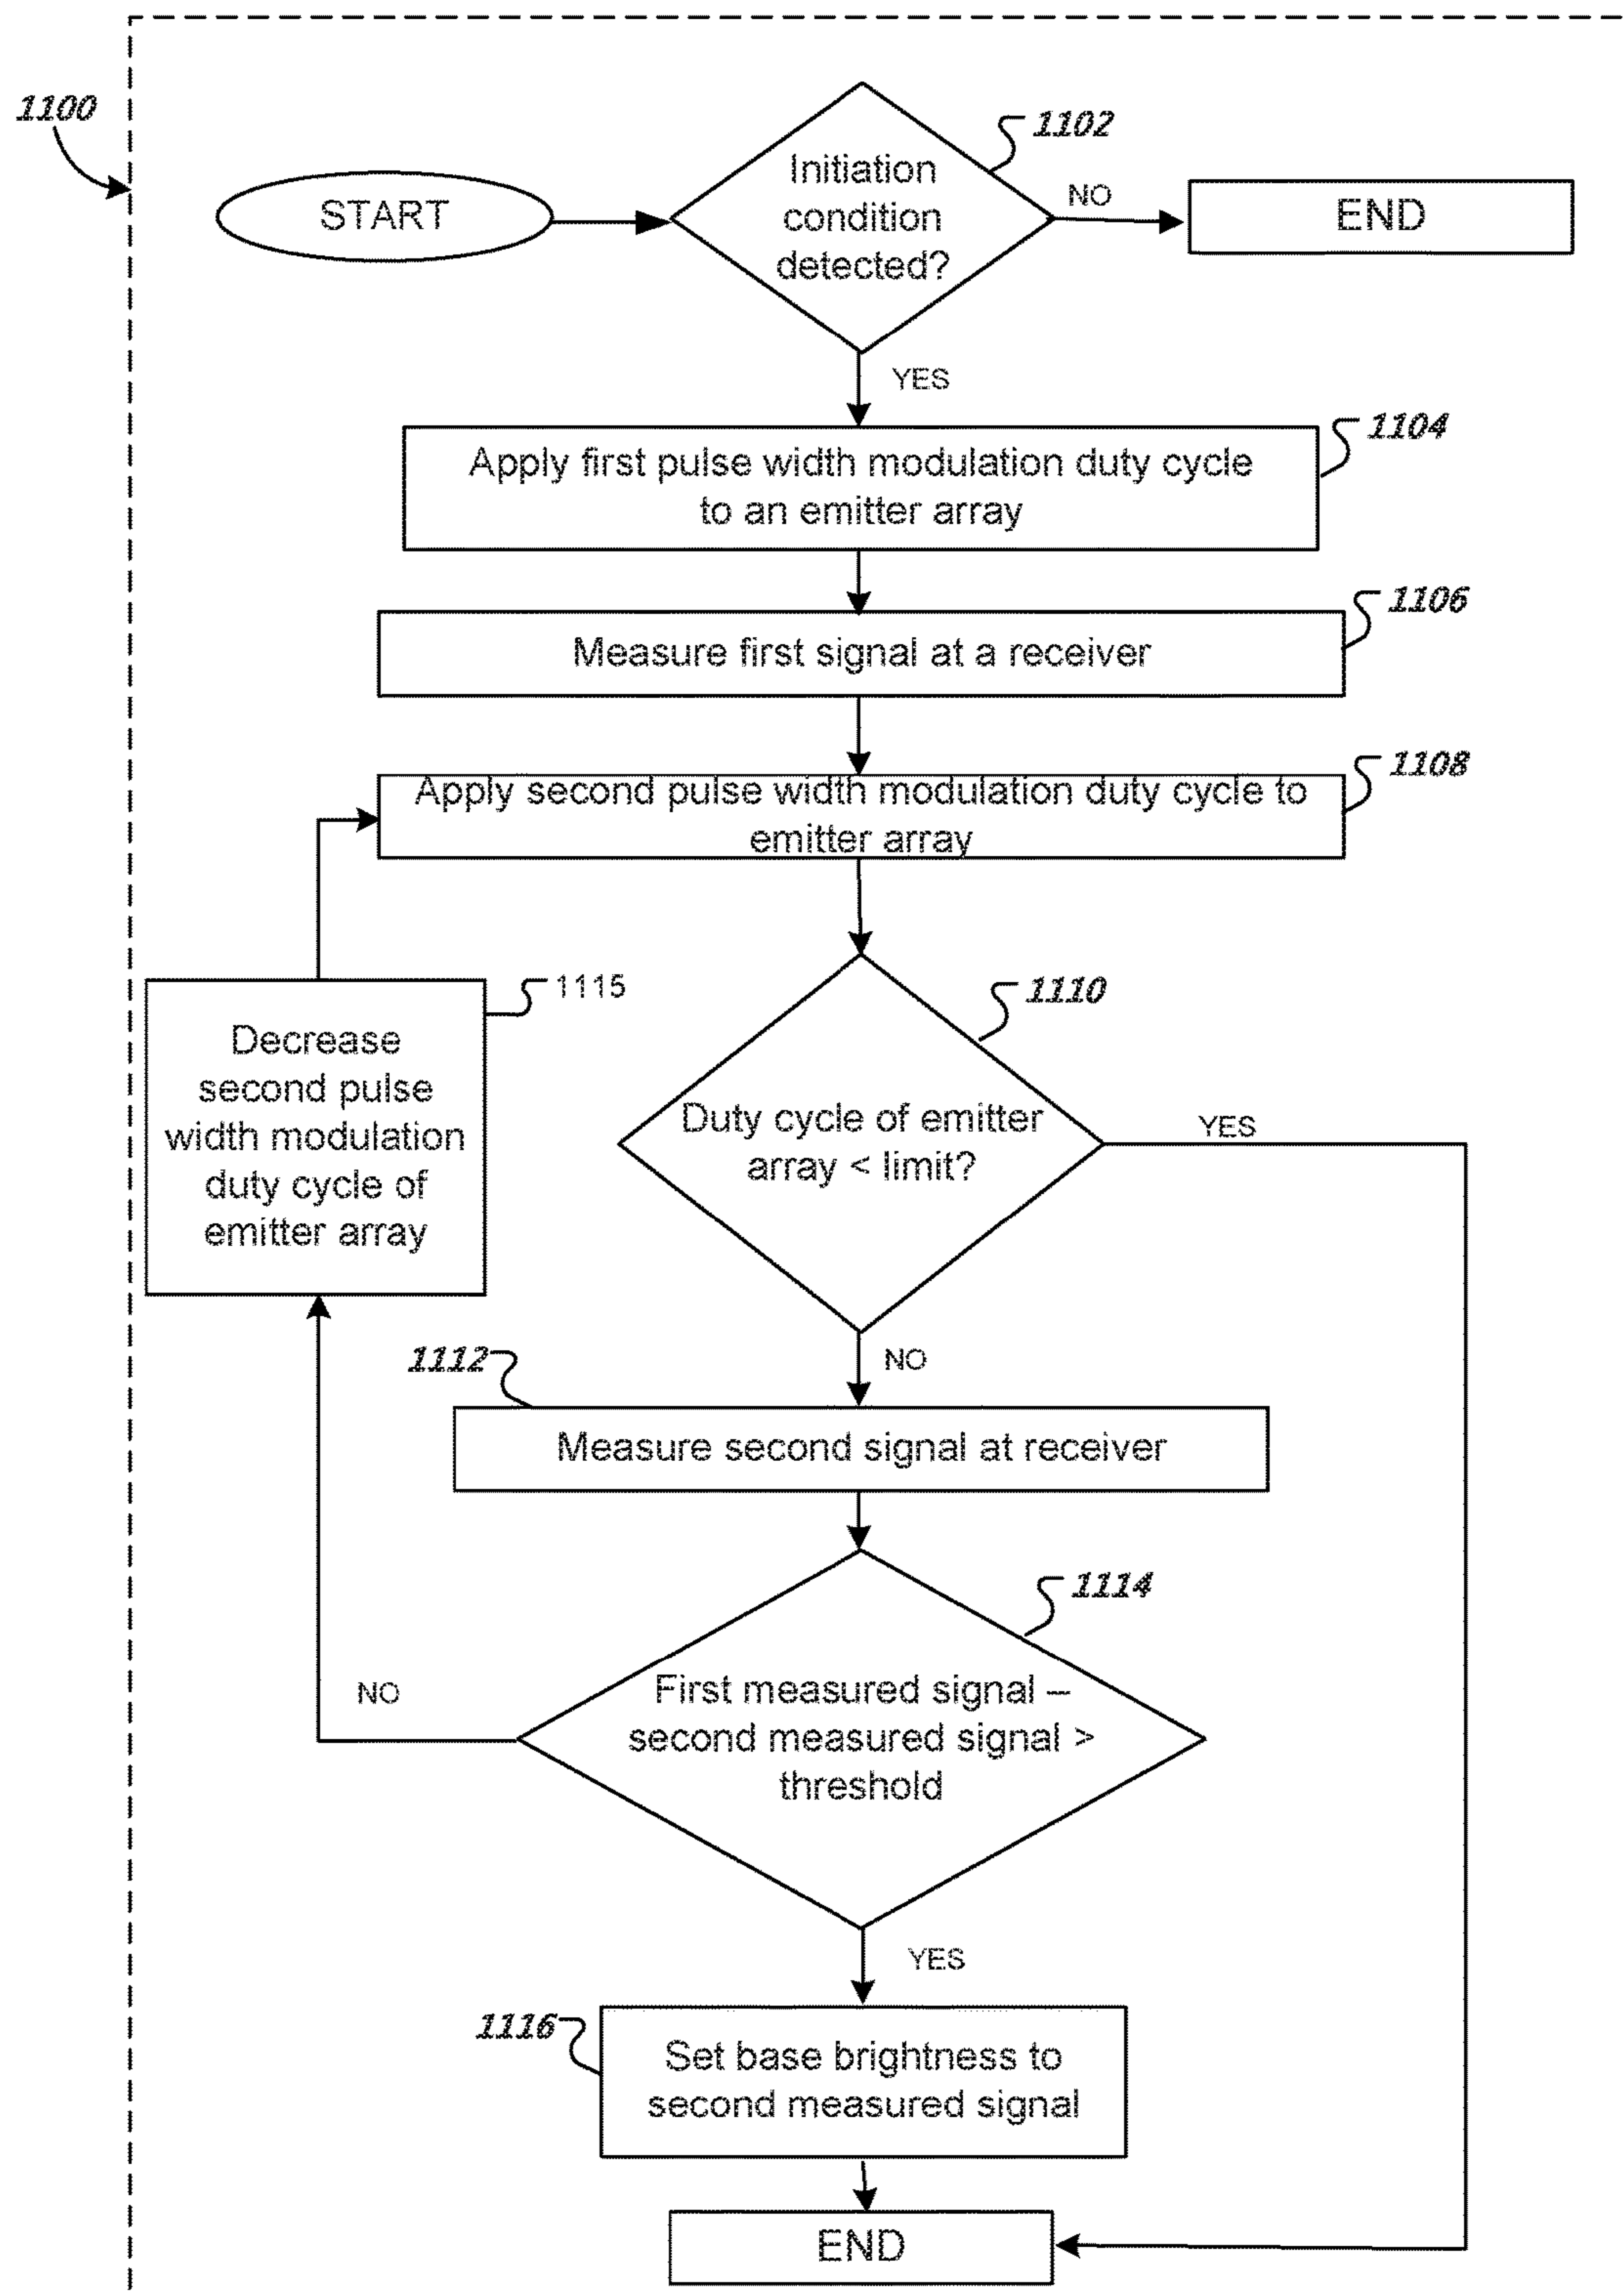 1100
1102
Initiation
condition
detected?
START
NO
END
YES
1104
Apply first pulse width modulation duty cycle
to an emitter array
1106
Measure first signal at a receiver
1108
Apply second pulse width modulation duty cycle to
emitter array
1115
Decrease
second pulse
width modulation
duty cycle of
emitter array
1110
Duty cycle of emitter
array < limit?
YES
NO
1112
Measure second signal at receiver
1114
First measured signal –
second measured signal >
threshold
NO
YES
1116
Set base brightness to
second measured signal
END